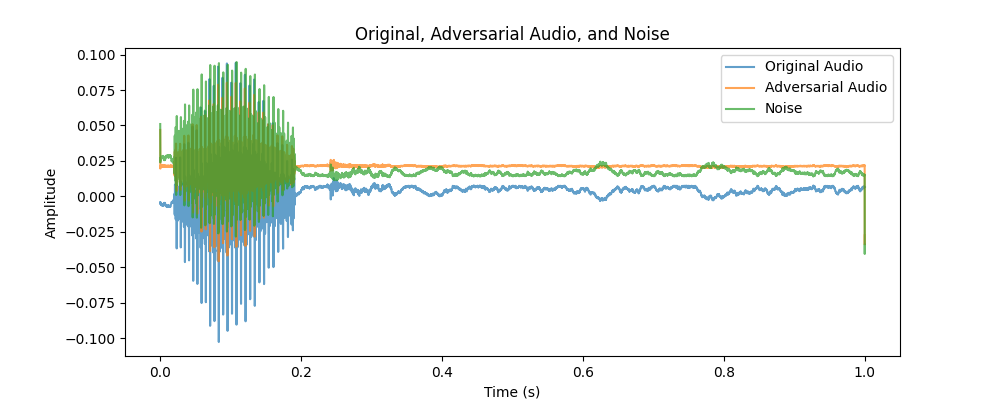 Original, Adversarial Audio, and Noise
Original Audio
Adversarial Audio
Noise
Amplitude
0.100
0.075
0.050
0.025
0.000
−0.025
−0.050
−0.075
−0.100
0.0 0.2 0.4 0.6 0.8 1.0
Time (s)